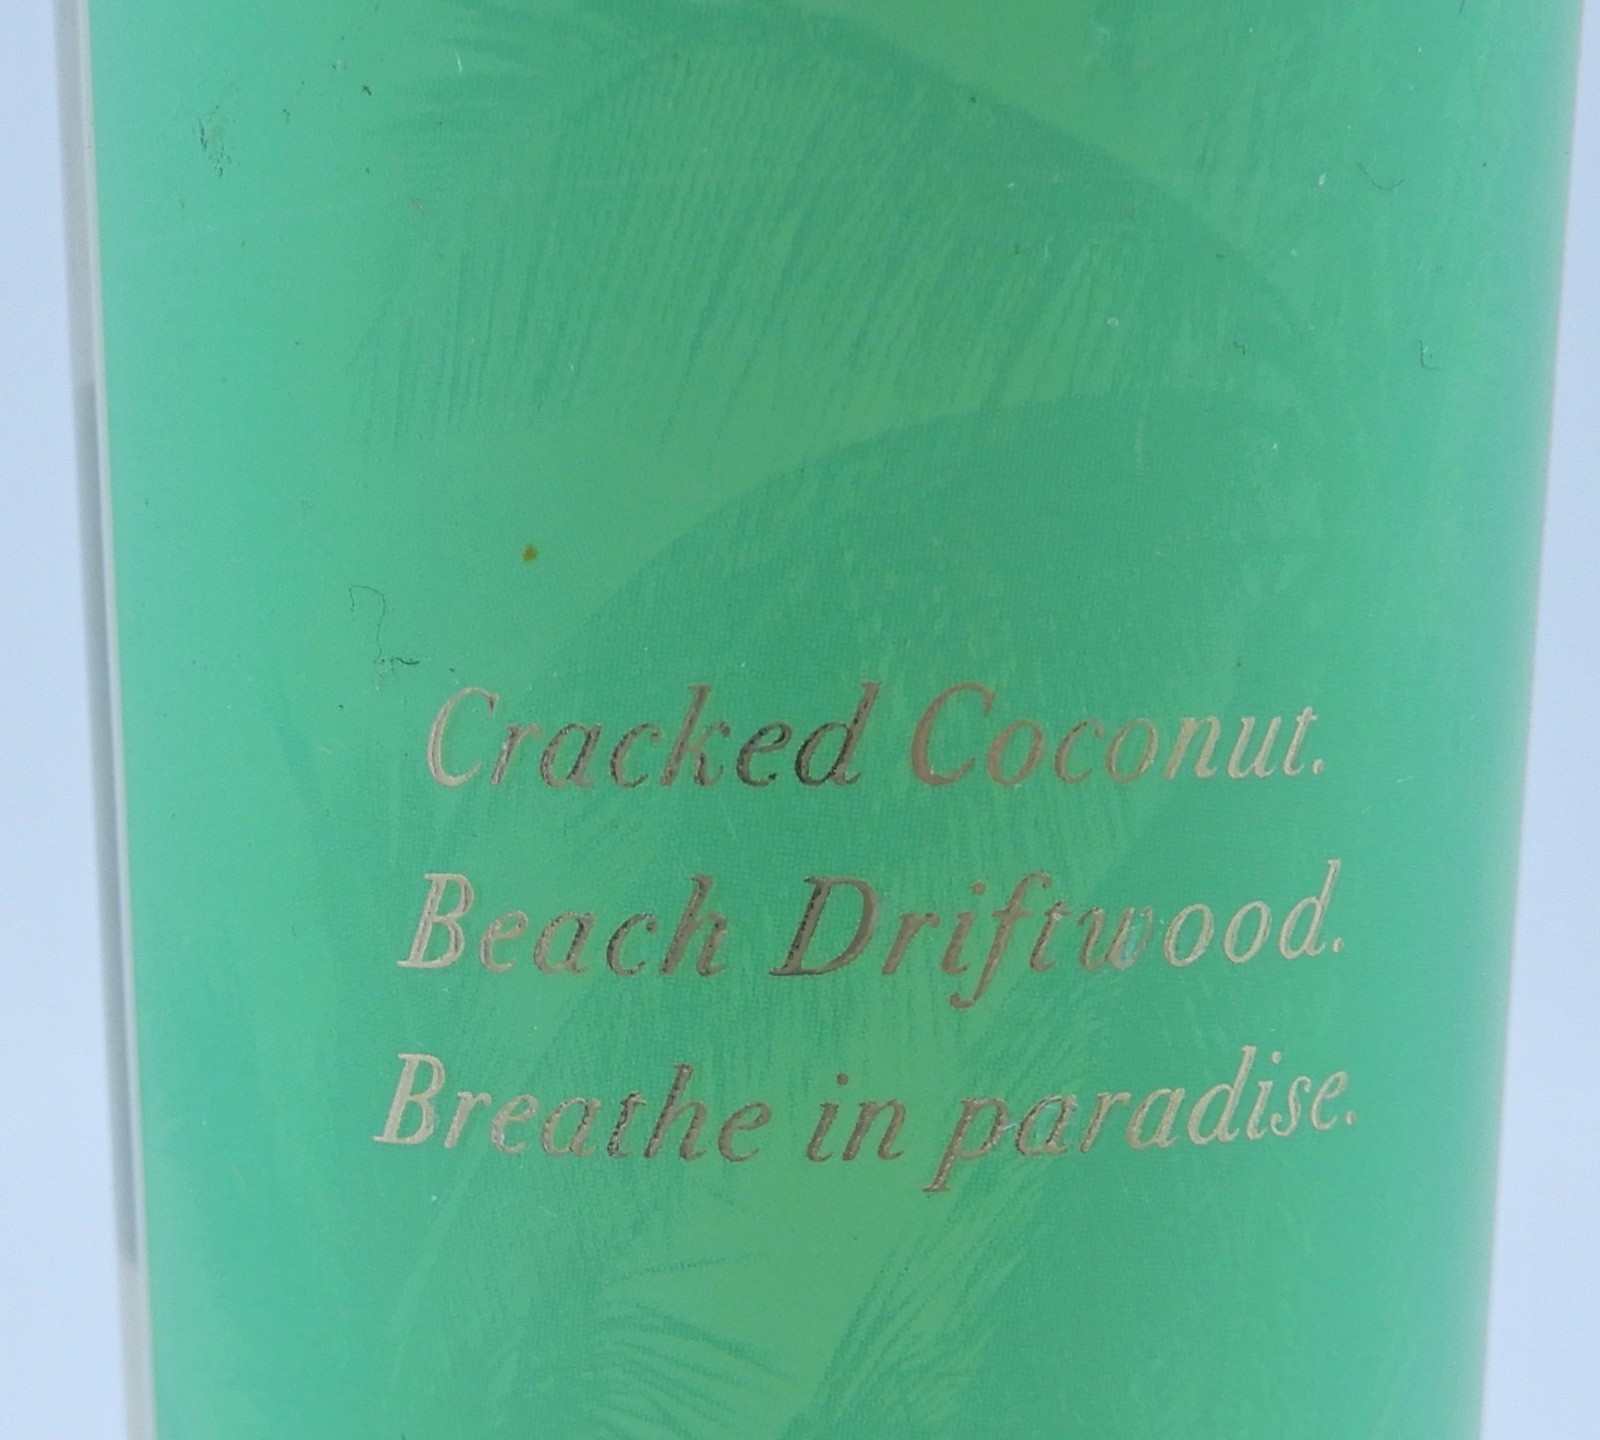 Cracked Coconut.
Beach Driftwood.
Breathe in paradise.